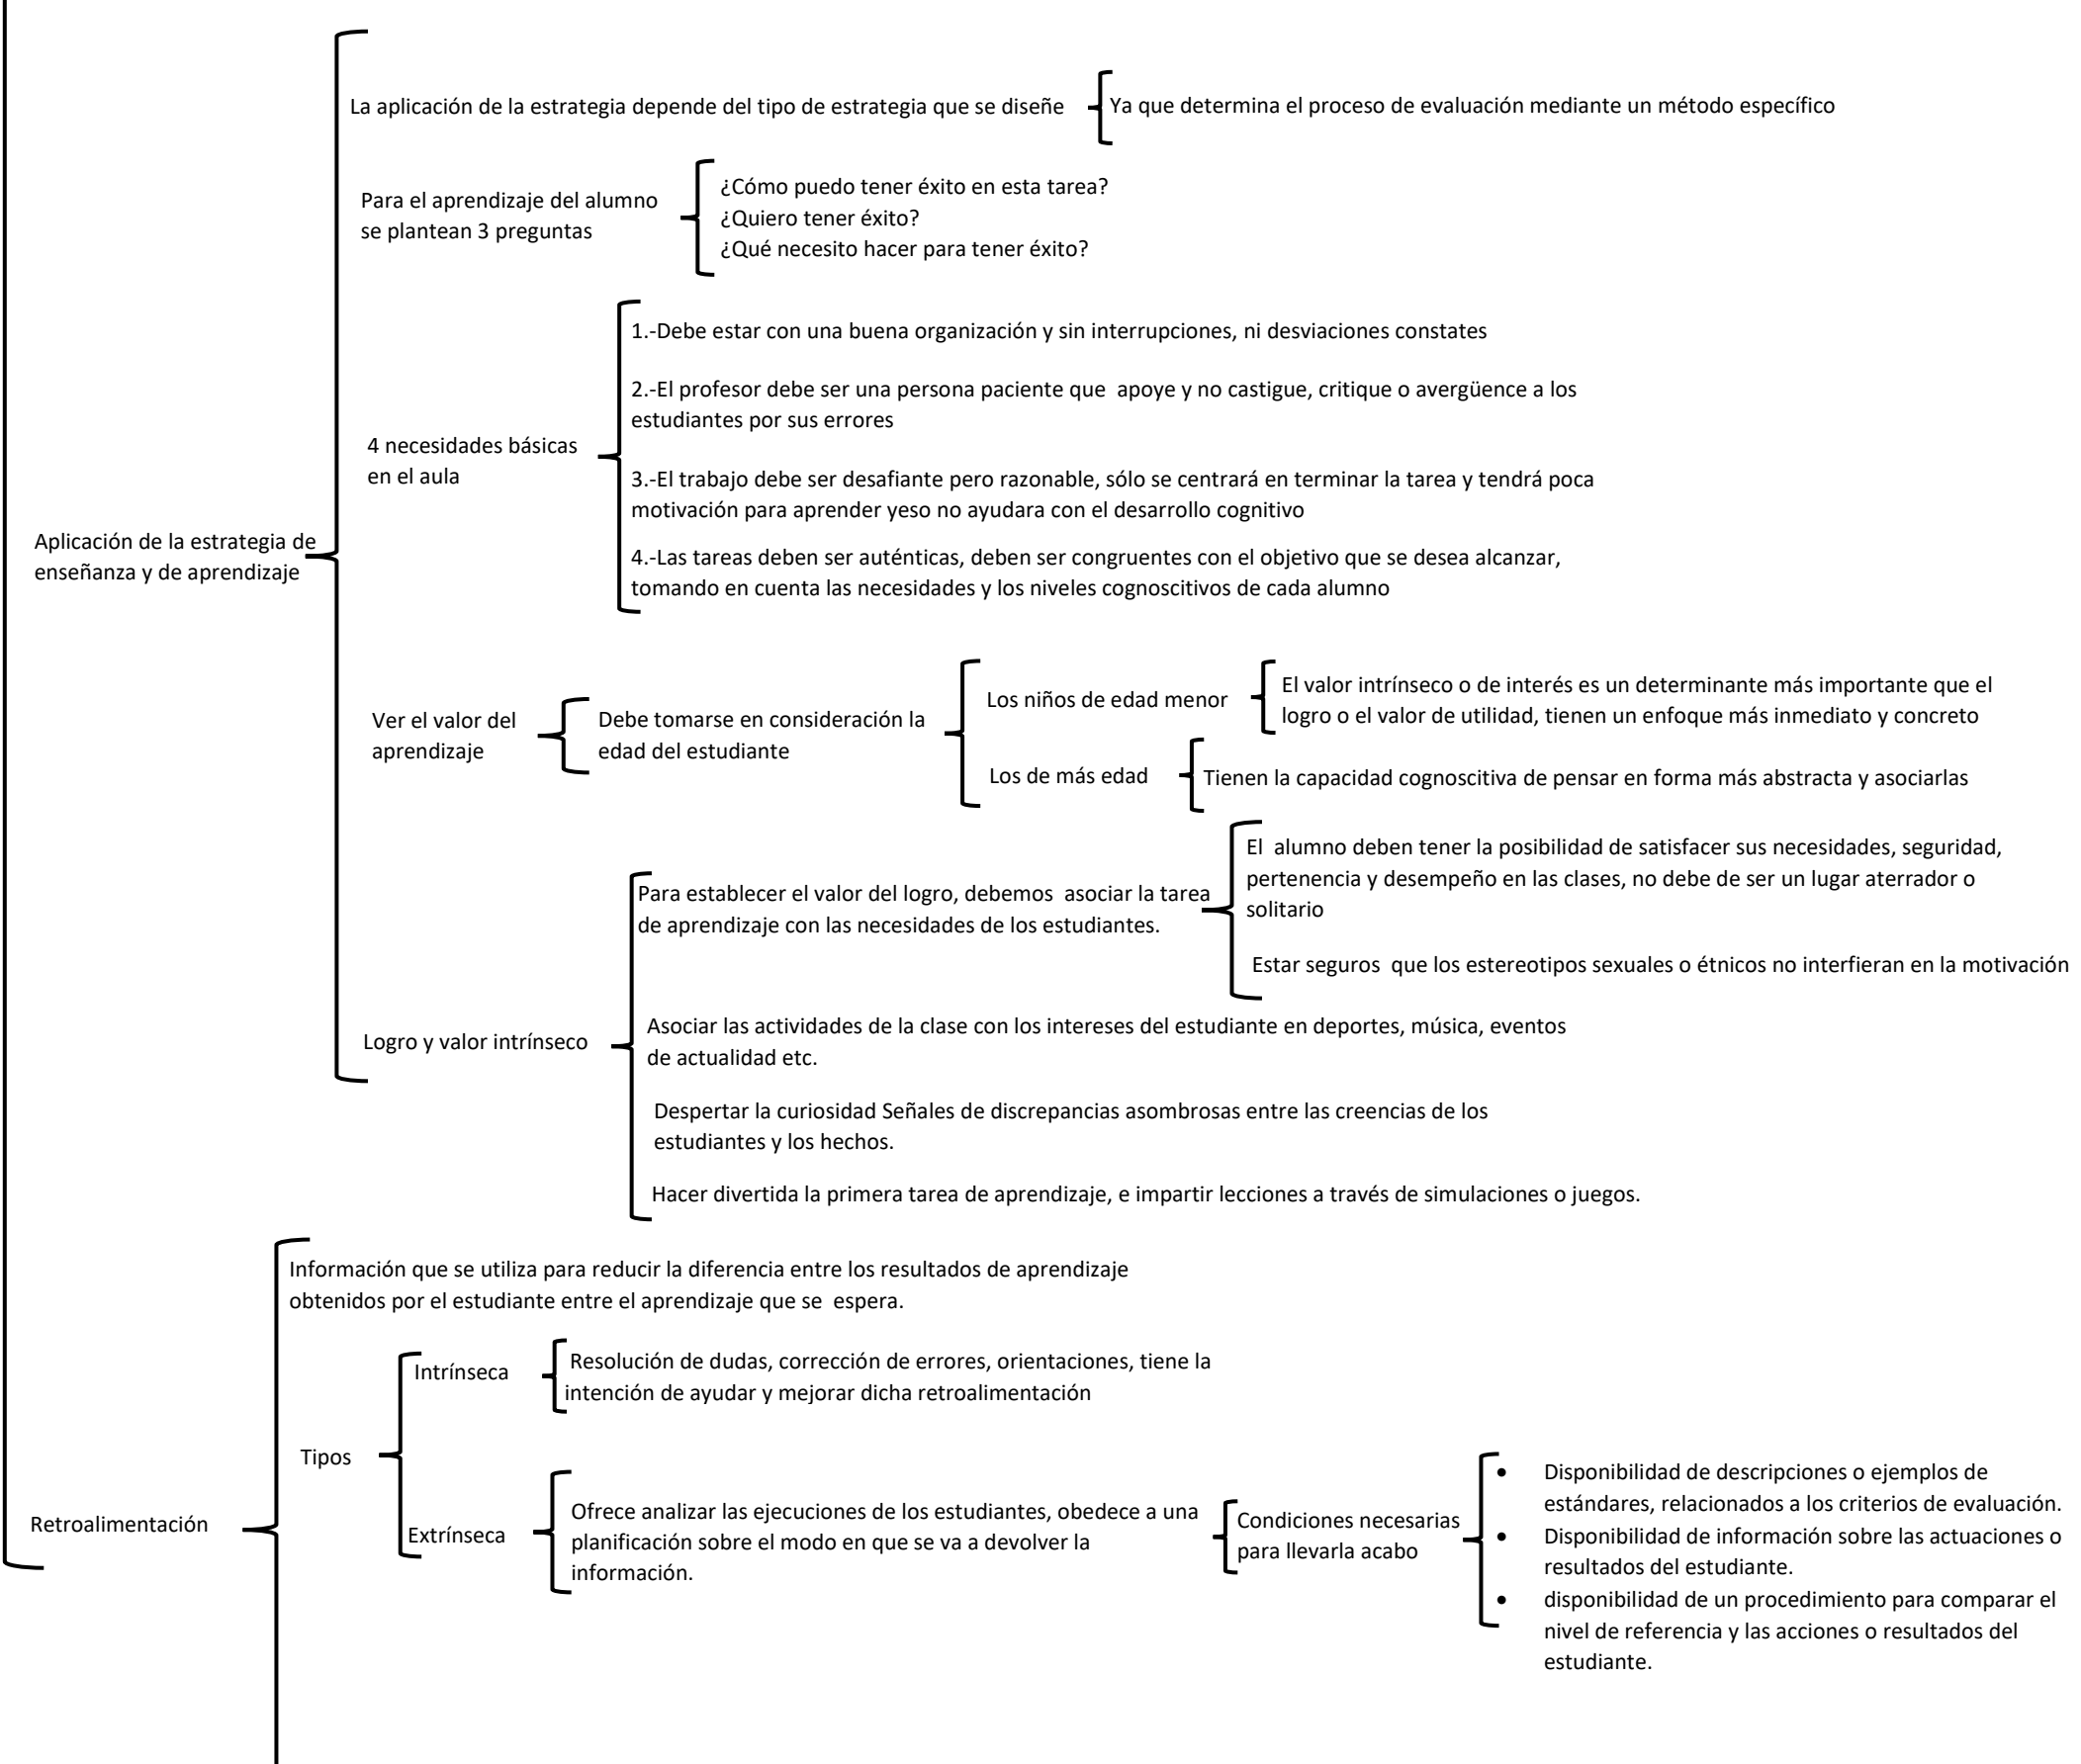 La aplicación de la estrategia depende del tipo de estrategia que se diseñe
Ya que determina el proceso de evaluación mediante un método específico
Para el aprendizaje del alumno
se plantean 3 preguntas
¿Cómo puedo tener éxito en esta tarea?
¿Quiero tener éxito?
¿Qué necesito hacer para tener éxito?
4 necesidades básicas
en el aula
1.-Debe estar con una buena organización y sin interrupciones, ni desviaciones constates
2.-El profesor debe ser una persona paciente que  apoye y no castigue, critique o avergüence a los
estudiantes por sus errores
3.-El trabajo debe ser desafiante pero razonable, sólo se centrará en terminar la tarea y tendrá poca
motivación para aprender yeso no ayudara con el desarrollo cognitivo
4.-Las tareas deben ser auténticas, deben ser congruentes con el objetivo que se desea alcanzar,
tomando en cuenta las necesidades y los niveles cognoscitivos de cada alumno
Aplicación de la estrategia de
enseñanza y de aprendizaje
Ver el valor del
aprendizaje
Debe tomarse en consideración la
edad del estudiante
Los niños de edad menor
El valor intrínseco o de interés es un determinante más importante que el
logro o el valor de utilidad, tienen un enfoque más inmediato y concreto
Los de más edad
Tienen la capacidad cognoscitiva de pensar en forma más abstracta y asociarlas
Logro y valor intrínseco
Para establecer el valor del logro, debemos  asociar la tarea
de aprendizaje con las necesidades de los estudiantes.
El  alumno deben tener la posibilidad de satisfacer sus necesidades, seguridad,
pertenencia y desempeño en las clases, no debe de ser un lugar aterrador o
solitario
Estar seguros  que los estereotipos sexuales o étnicos no interfieran en la motivación
Asociar las actividades de la clase con los intereses del estudiante en deportes, música, eventos
de actualidad etc.
Despertar la curiosidad Señales de discrepancias asombrosas entre las creencias de los
estudiantes y los hechos.
Hacer divertida la primera tarea de aprendizaje, e impartir lecciones a través de simulaciones o juegos.
Retroalimentación
Información que se utiliza para reducir la diferencia entre los resultados de aprendizaje
obtenidos por el estudiante entre el aprendizaje que se  espera.
Tipos
Intrínseca
Resolución de dudas, corrección de errores, orientaciones, tiene la
intención de ayudar y mejorar dicha retroalimentación
Extrínseca
Ofrece analizar las ejecuciones de los estudiantes, obedece a una
planificación sobre el modo en que se va a devolver la
información.
Condiciones necesarias
para llevarla acabo
• Disponibilidad de descripciones o ejemplos de
estándares, relacionados a los criterios de evaluación.
• Disponibilidad de información sobre las actuaciones o
resultados del estudiante.
• disponibilidad de un procedimiento para comparar el
nivel de referencia y las acciones o resultados del
estudiante.